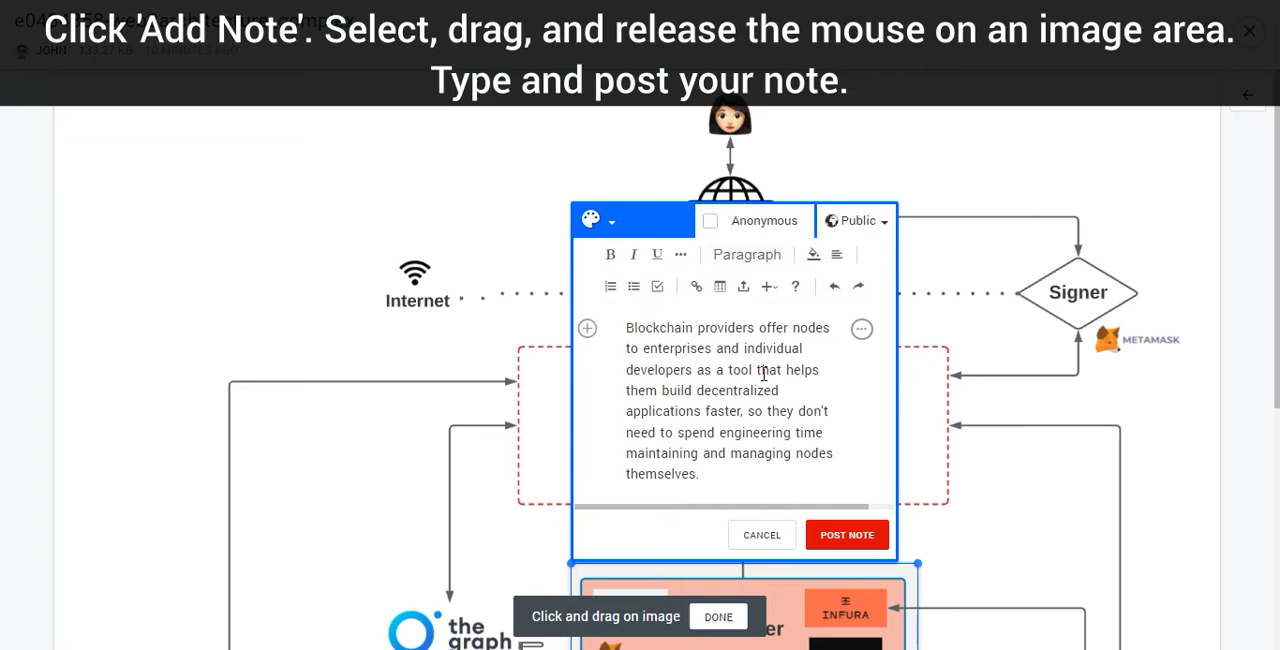 Click 'Add Note'. Select, drag, and release the mouse on an image area.
Type and post your note.
JOHN
Anonymous
Public
B I U ••• Paragraph
Internet
Signer
METAMASK
Blockchain providers offer nodes
to enterprises and individual
developers as a tool that helps
them build decentralized
applications faster, so they don't
need to spend engineering time
maintaining and managing nodes
themselves.
CANCEL
POST NOTE
Click and drag on image
DONE
INFURA
the
graph
er